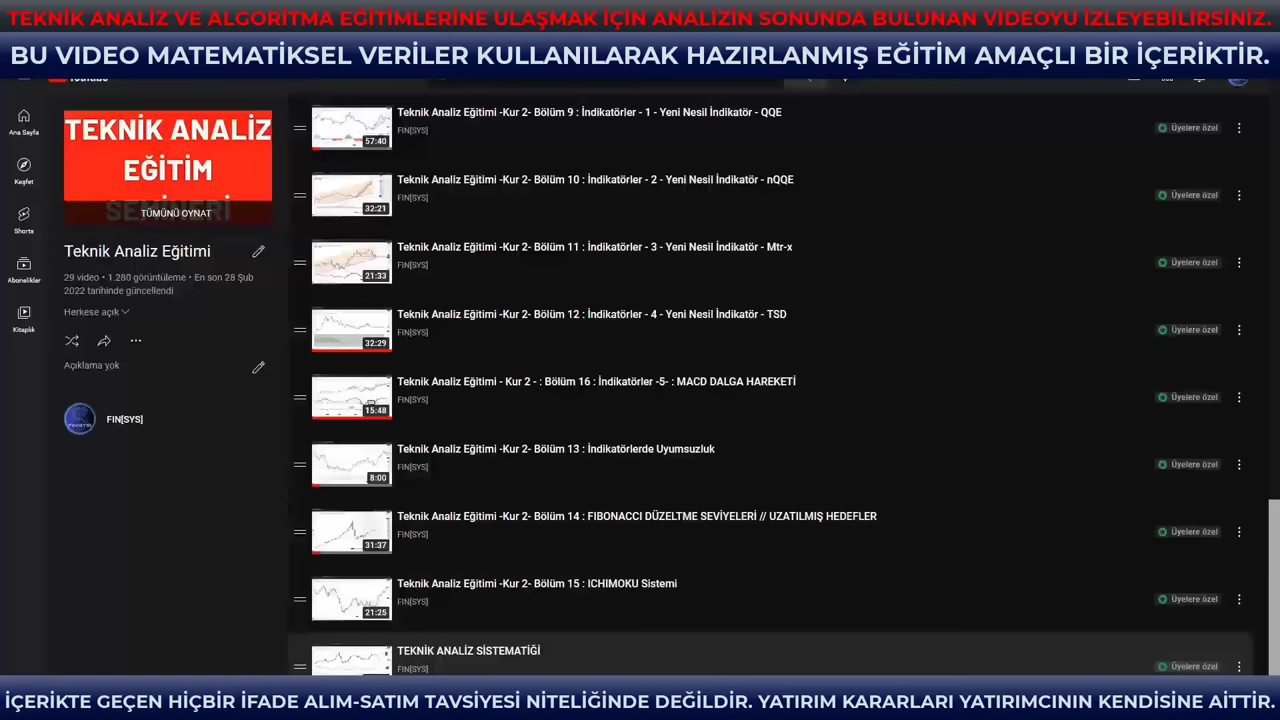 TEKNİK ANALİZ VE ALGORİTMA EĞİTİMLERİNE ULAŞMAK İÇİN ANALİZİN SONUNDA BULUNAN VİDEOYU İZLEYEBİLİRSİNİZ.
BU VIDEO MATEMATİKSEL VERİLER KULLANILARAK HAZIRLANMIŞ EĞİTİM AMAÇLI BİR İÇERİKTİR.
Ana Sayfa
Keşfet
Shorts
Abonelikler
Kitaplık
TEKNİK ANALİZ
EĞİTİM
TÜMÜNÜ OYNAT
Teknik Analiz Eğitimi
29 video • 1.280 görüntüleme • En son 28 Şub
2022 tarihinde güncellendi
Herkese açık
Açıklama yok
FIN[SYS]
57:40
Teknik Analiz Eğitimi -Kur 2- Bölüm 9 : İndikatörler - 1 - Yeni Nesil İndikatör - QQE
FIN[SYS]
Üyelere özel
32:21
Teknik Analiz Eğitimi -Kur 2- Bölüm 10 : İndikatörler - 2 - Yeni Nesil İndikatör - nQQE
FIN[SYS]
Üyelere özel
21:33
Teknik Analiz Eğitimi -Kur 2- Bölüm 11 : İndikatörler - 3 - Yeni Nesil İndikatör - Mtr-x
FIN[SYS]
Üyelere özel
32:29
Teknik Analiz Eğitimi -Kur 2- Bölüm 12 : İndikatörler - 4 - Yeni Nesil İndikatör - TSD
FIN[SYS]
Üyelere özel
15:48
Teknik Analiz Eğitimi - Kur 2 - : Bölüm 16 : İndikatörler -5- : MACD DALGA HAREKETİ
FIN[SYS]
Üyelere özel
8:00
Teknik Analiz Eğitimi -Kur 2- Bölüm 13 : İndikatörlerde Uyumsuzluk
FIN[SYS]
Üyelere özel
31:37
Teknik Analiz Eğitimi -Kur 2- Bölüm 14 : FIBONACCI DÜZELTME SEVİYELERİ // UZATILMIŞ HEDEFLER
FIN[SYS]
Üyelere özel
21:25
Teknik Analiz Eğitimi -Kur 2- Bölüm 15 : ICHIMOKU Sistemi
FIN[SYS]
Üyelere özel
TEKNİK ANALİZ SİSTEMATİĞİ
FIN[SYS]
Üyelere özel
İÇERİKTE GEÇEN HİÇBİR İFADE ALIM-SATIM TAVSİYESİ NİTELİĞİNDE DEĞİLDİR. YATIRIM KARARLARI YATIRIMCININ KENDİSİNE AİTTİR.